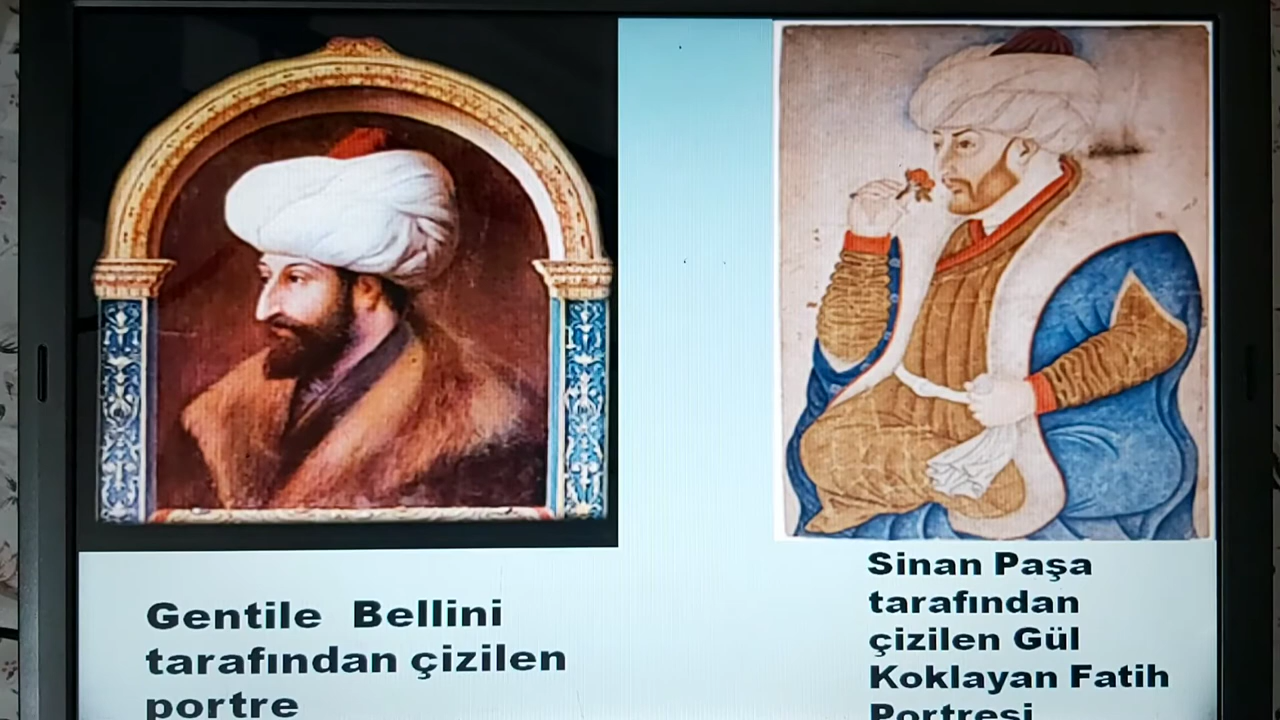 Gentile Bellini
tarafından çizilen
portre
Sinan Paşa
tarafından
çizilen Gül
Koklayan Fatih
Portresi